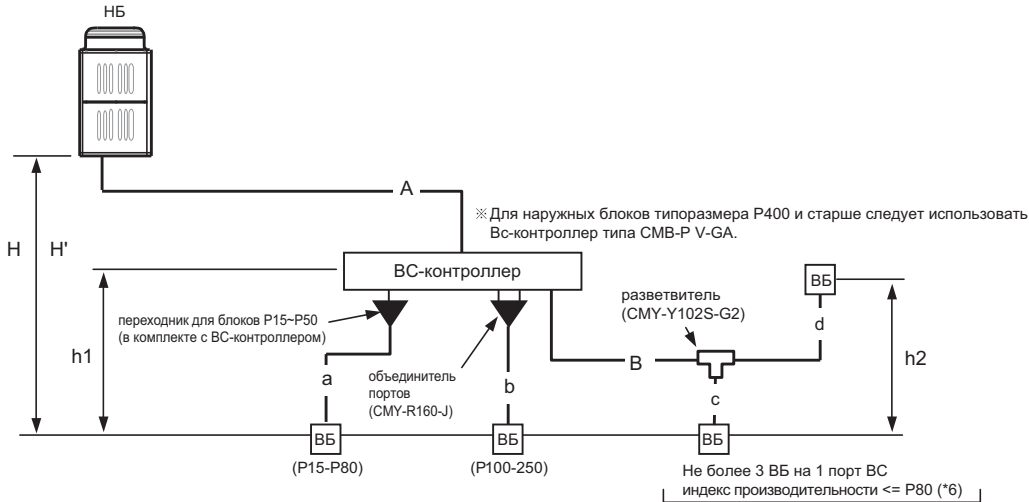 НБ
A
※ Для наружных блоков типоразмера P400 и старше следует использовать
Вс-контроллер типа CMB-P V-GA.
H
H'
ВС-контроллер
ВБ
разветвитель
(CMY-Y102S-G2)
переходник для блоков P15~P50
(в комплекте с ВС-контроллером)
d
h1
h2
B
a
объединитель
портов
(CMY-R160-J)
b
c
ВБ
ВБ
ВБ
(P15-P80)
(P100-250)
Не более 3 ВБ на 1 порт ВС
индекс производительности <= P80 (*6)